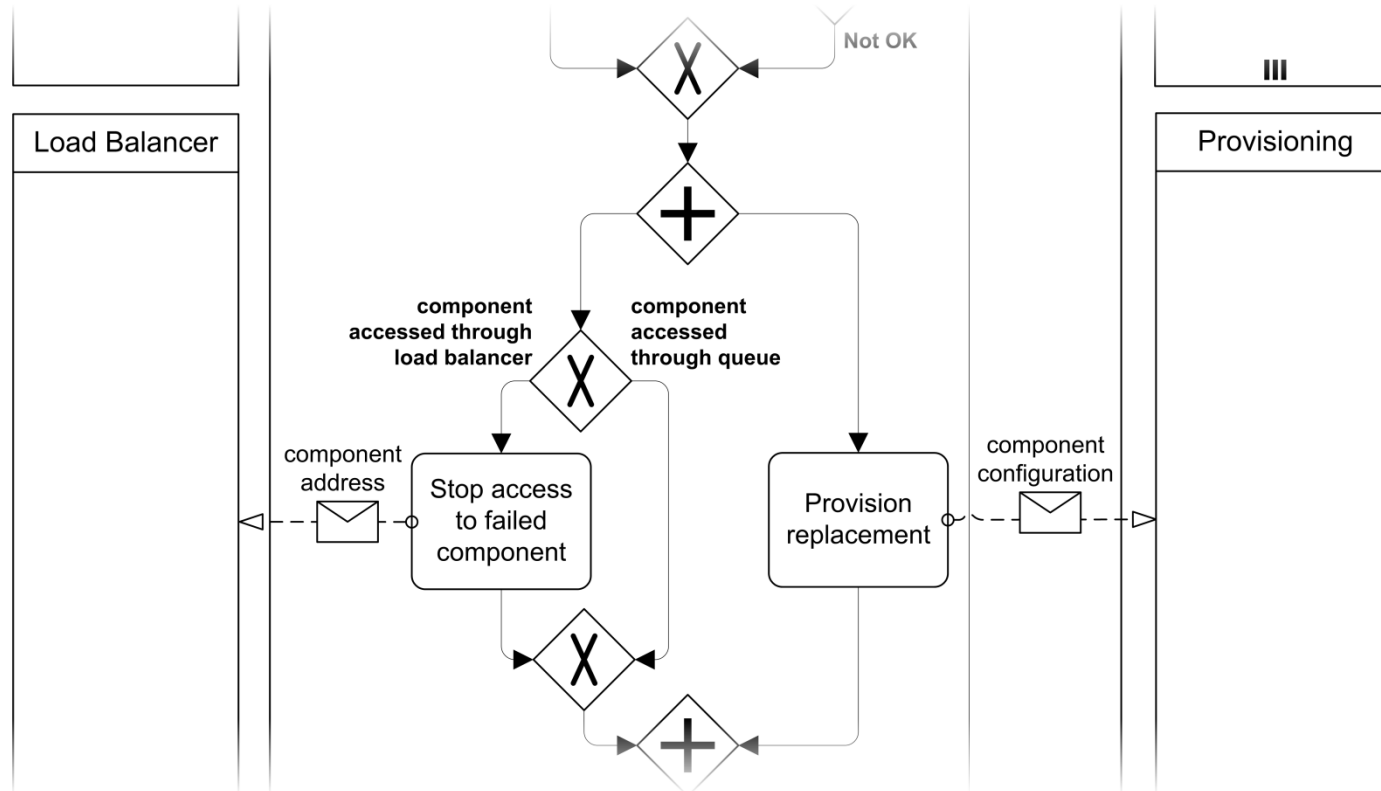 Not OK
Load Balancer
Provisioning
component
accessed through
load balancer
component
accessed
through queue
component
address
Stop access
to failed
component
Provision
replacement
component
configuration